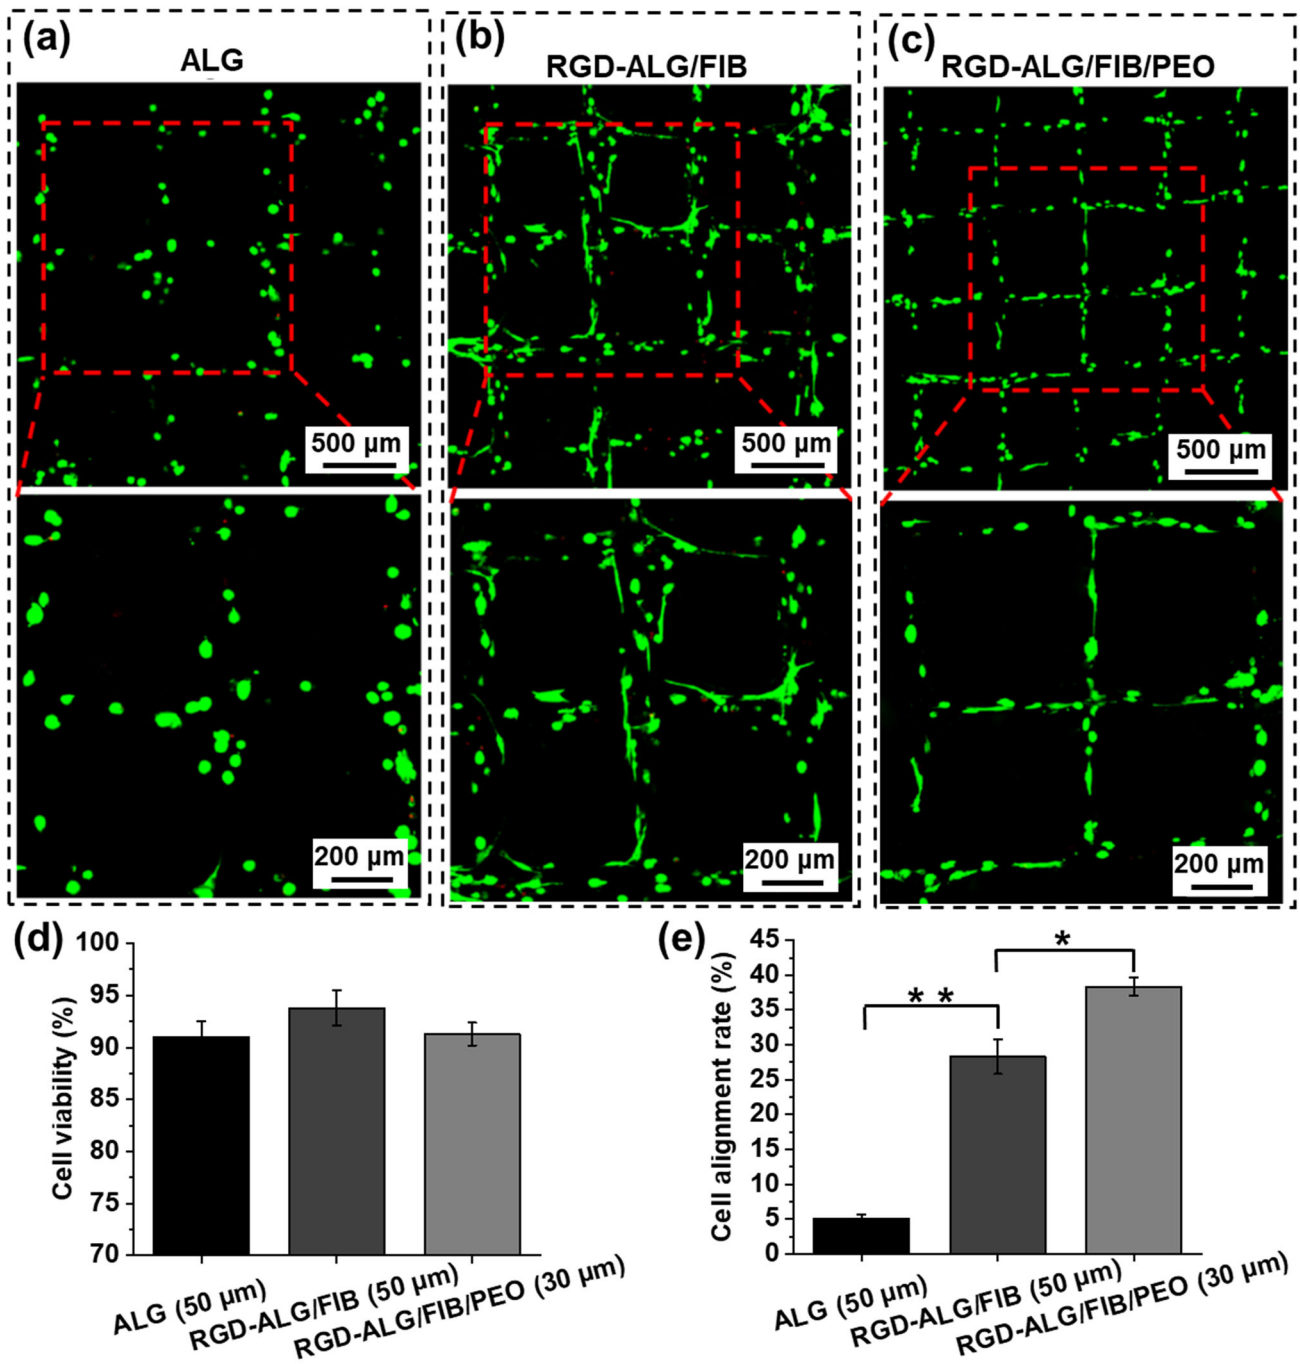 (a)
ALG
500 μm
200 μm
(b)
RGD-ALG/FIB
500 μm
200 μm
(c)
RGD-ALG/FIB/PEO
500 μm
200 μm
(d)
Cell viability (%)
100
95
90
85
80
75
70
ALG (50 μm)
RGD-ALG/FIB (50 μm)
RGD-ALG/FIB/PEO (30 μm)
(e)
Cell alignment rate (%)
45
40
35
30
25
20
15
10
5
0
* *
*
ALG (50 μm)
RGD-ALG/FIB (50 μm)
RGD-ALG/FIB/PEO (30 μm)